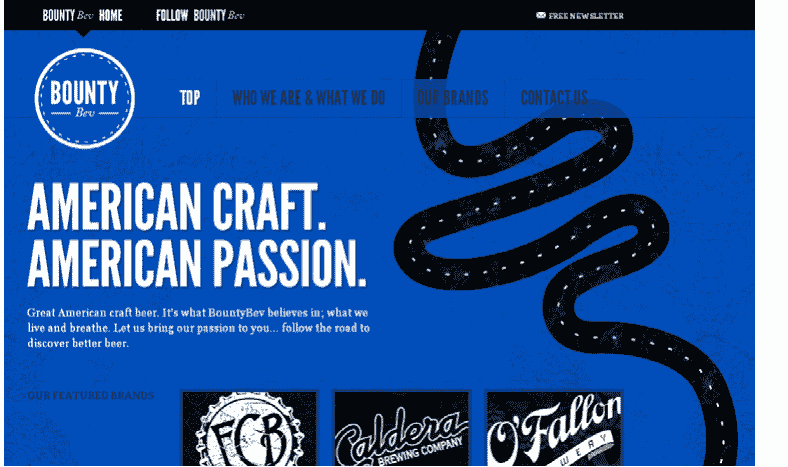 BOUNTY Bev HOME
FOLLOW BOUNTY Bev
FREE NEWSLETTER
BOUNTY
Bev
TOP
WHO WE ARE & WHAT WE DO
OUR BRANDS
CONTACT US
AMERICAN CRAFT.
AMERICAN PASSION.
Great American craft beer. It's what BountyBev believes in; what we
live and breathe. Let us bring our passion to you... follow the road to
discover better beer.
OUR FEATURED BRANDS
FCB
Caldera
BREWING COMPANY
O'Fallon